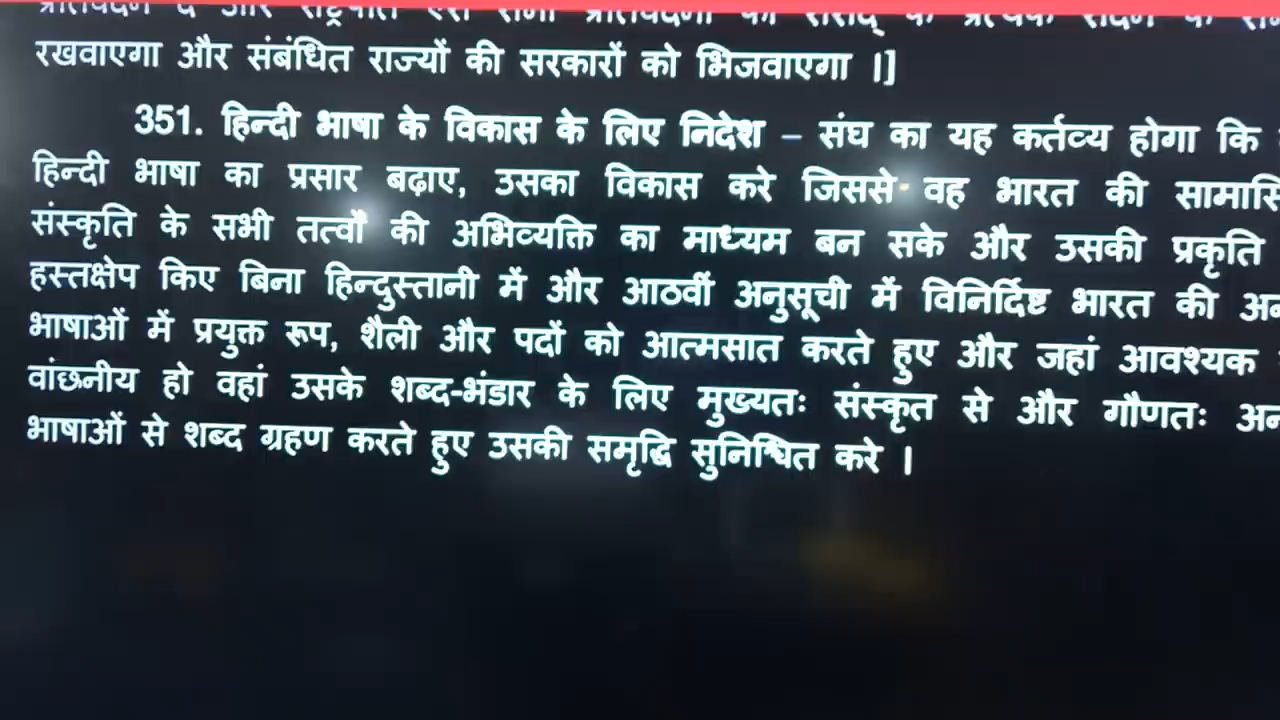 रखवाएगा और संबंधित राज्यों की सरकारों को भिजवाएगा ।]
351. हिन्दी भाषा के विकास के लिए निदेश – संघ का यह कर्तव्य होगा कि
हिन्दी भाषा का प्रसार बढ़ाए, उसका विकास करे जिससे वह भारत की
संस्कृति के सभी तत्वों की अभिव्यक्ति का माध्यम बन सके और उसकी प्रकृति
हस्तक्षेप किए बिना हिन्दुस्तानी में और आठवीं अनुसूची में विनिर्दिष्ट भारत की
भाषाओं में प्रयुक्त रूप, शैली और पदों को आत्मसात करते हुए और जहां आवश्यक
वांछनीय हो वहां उसके शब्द-भंडार के लिए मुख्यतः संस्कृत से और गौणतः
भाषाओं से शब्द ग्रहण करते हुए उसकी समृद्धि सुनिश्चित करे ।